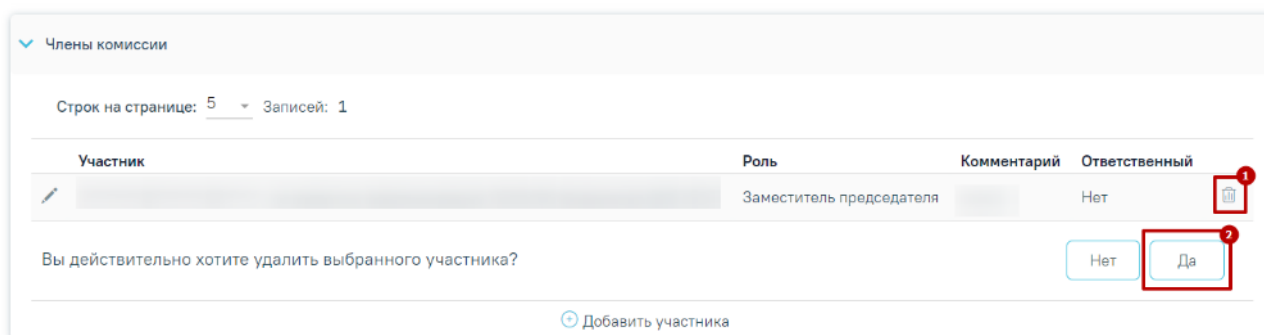 Члены комиссии
Строк на странице: 5 Записей: 1
Участник Роль Комментарий Ответственный
1
Заместитель председателя Нет
2
Вы действительно хотите удалить выбранного участника? Нет Да
Добавить участника